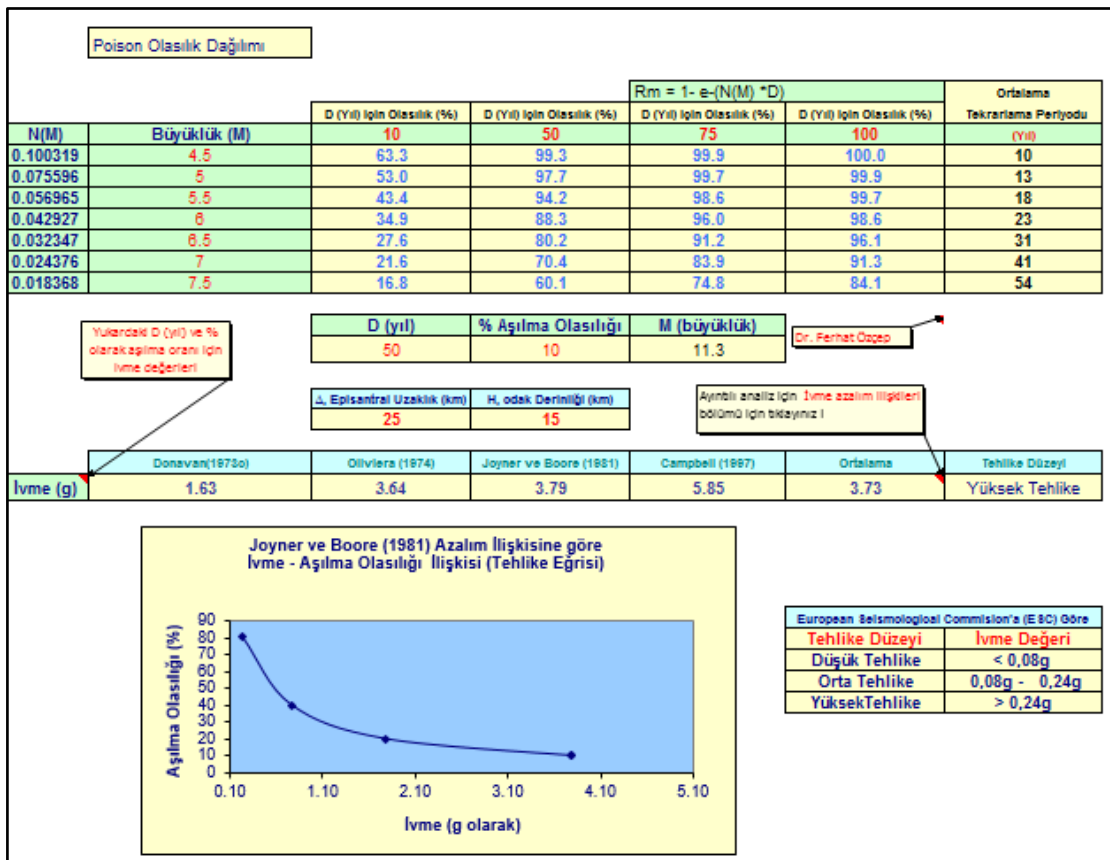 Poison Olasılık Dağılımı
Rm = 1- e-(N(M) *D)
Ortalama
D (Yıl) için Olasılık (%) D (Yıl) için Olasılık (%) D (Yıl) için Olasılık (%) D (Yıl) için Olasılık (%) Tekrarlama Periyodu
N(M) Büyüklük (M) 10 50 75 100 (Yıl)
0.100319 4.5 63.3 99.3 99.9 100.0 10
0.075596 5 53.0 97.7 99.7 99.9 13
0.056965 5.5 43.4 94.2 98.6 99.7 18
0.042927 6 34.9 88.3 96.0 98.6 23
0.032347 6.5 27.6 80.2 91.2 96.1 31
0.024376 7 21.6 70.4 83.9 91.3 41
0.018368 7.5 16.8 60.1 74.8 84.1 54
Yukardaki D (yıl) ve %
olarak aşılma oranı için
ivme değerleri
D (yıl) % Aşılma Olasılığı M (büyüklük)
50 10 11.3
Dr. Ferhat Özçep
Δ, Episantral Uzaklık (km) H, odak Derinliği (km)
25 15
Ayrıntılı analiz için İvme azalım ilişkileri
bölümü için tıklayınız !
Donavan(1973o) Oliviera (1974) Joyner ve Boore (1981) Campbell (1997) Ortalama Tehlike Düzeyi
İvme (g) 1.63 3.64 3.79 5.85 3.73 Yüksek Tehlike
Joyner ve Boore (1981) Azalım İlişkisine göre
İvme - Aşılma Olasılığı İlişkisi (Tehlike Eğrisi)
Aşılma Olasılığı (%)
90
80
70
60
50
40
30
20
10
0
0.10 1.10 2.10 3.10 4.10 5.10
İvme (g olarak)
European Seismological Commision'a (ESC) Göre
Tehlike Düzeyi İvme Değeri
Düşük Tehlike < 0,08g
Orta Tehlike 0,08g - 0,24g
YüksekTehlike > 0,24g